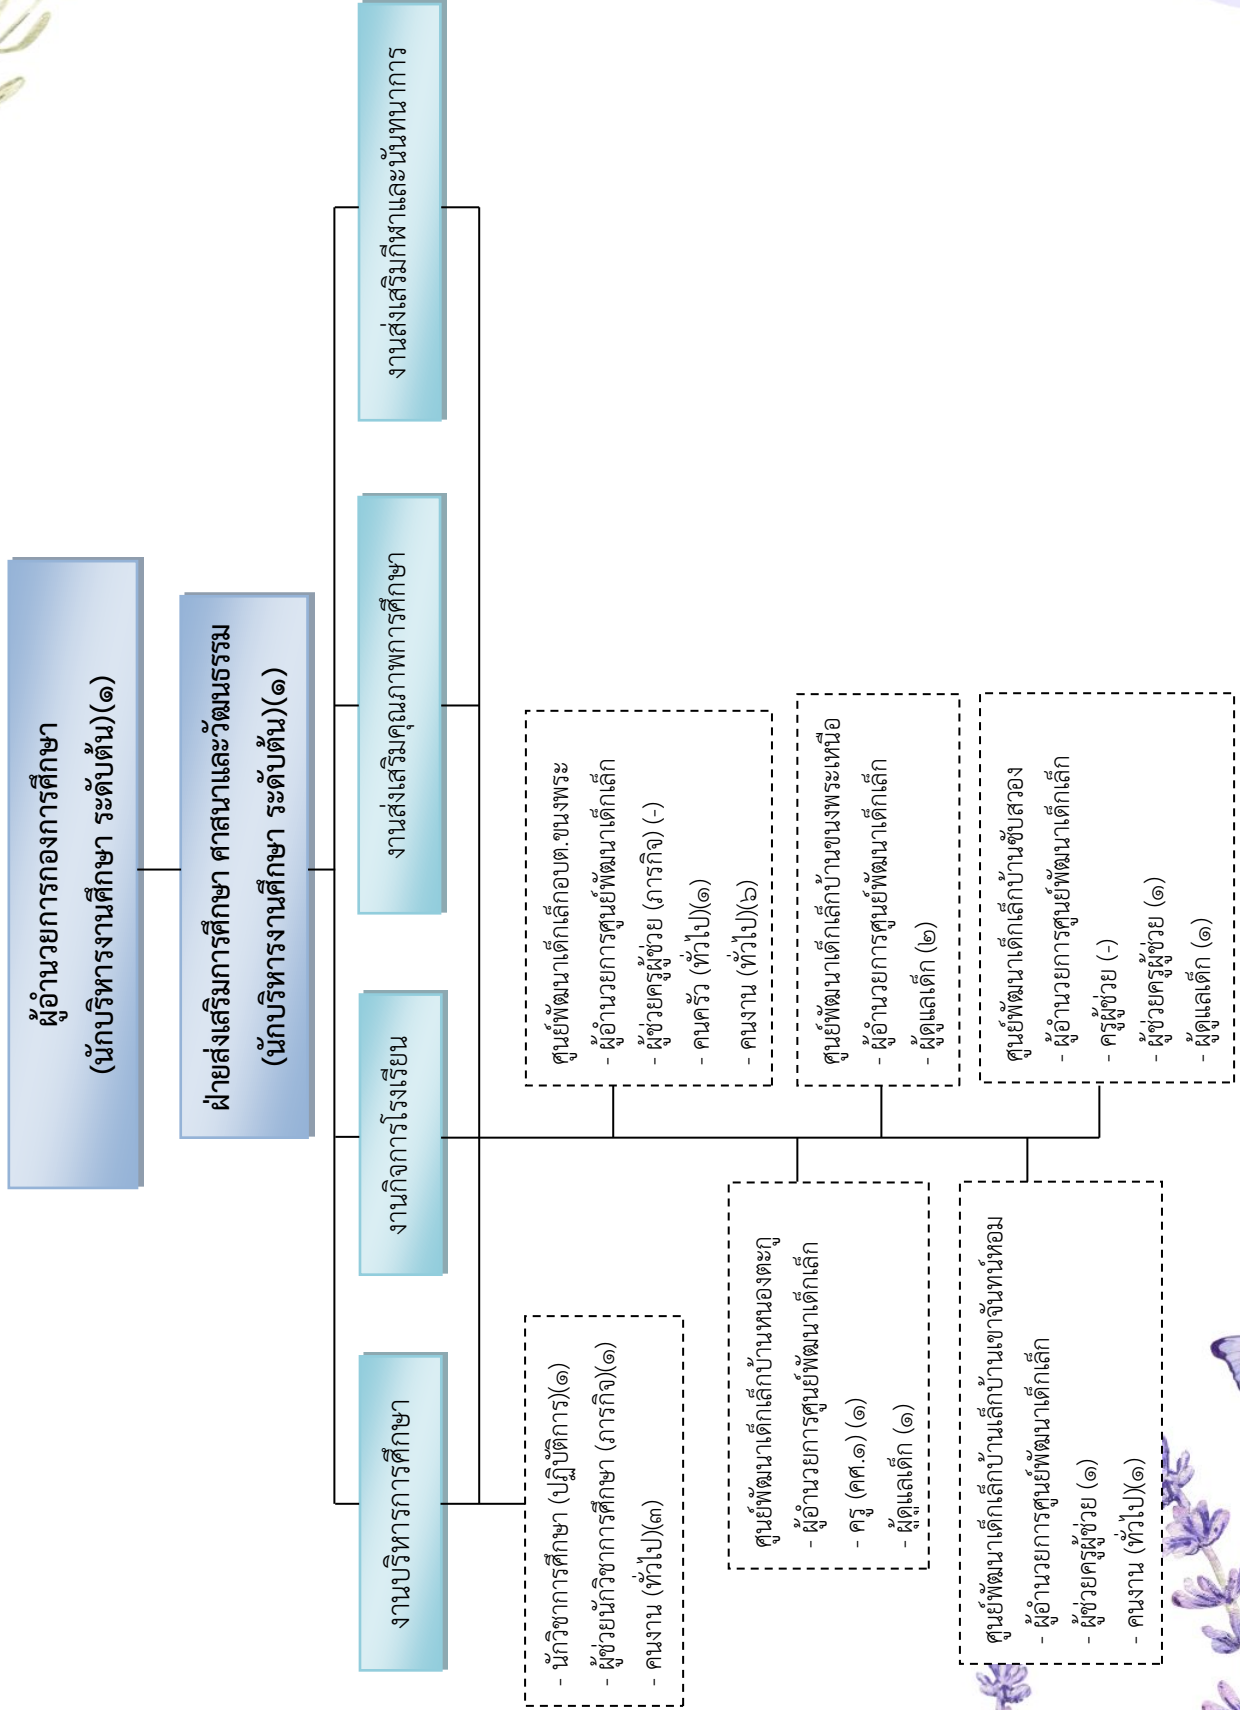 ผู้อำนวยการกองการศึกษา
(นักบริหารงานศึกษา ระดับต้น)(๑)
ฝ่ายส่งเสริมการศึกษา ศาสนาและวัฒนธรรม
(นักบริหารงานศึกษา ระดับต้น)(๑)
งานบริหารการศึกษา
งานกิจการโรงเรียน
งานส่งเสริมคุณภาพการศึกษา
งานส่งเสริมกีฬาและนันทนาการ
- นักวิชาการศึกษา (ปฏิบัติการ)(๑)
- ผู้ช่วยนักวิชาการศึกษา (ภารกิจ)(๑)
- คนงาน (ทั่วไป)(๓)
ศูนย์พัฒนาเด็กเล็กอบต.ขนงพระ
- ผู้อำนวยการศูนย์พัฒนาเด็กเล็ก
- ผู้ช่วยครูผู้ช่วย (ภารกิจ) (-)
- คนครัว (ทั่วไป)(๑)
- คนงาน (ทั่วไป)(๖)
ศูนย์พัฒนาเด็กเล็กบ้านหนองตะกู
- ผู้อำนวยการศูนย์พัฒนาเด็กเล็ก
- ครู (คศ.๑) (๑)
- ผู้ดูแลเด็ก (๑)
ศูนย์พัฒนาเด็กเล็กบ้านขนงพระเหนือ
- ผู้อำนวยการศูนย์พัฒนาเด็กเล็ก
- ผู้ดูแลเด็ก (๒)
ศูนย์พัฒนาเด็กเล็กบ้านเล็กบ้านเขาจันทน์หอม
- ผู้อำนวยการศูนย์พัฒนาเด็กเล็ก
- ผู้ช่วยครูผู้ช่วย (๑)
- คนงาน (ทั่วไป)(๑)
ศูนย์พัฒนาเด็กเล็กบ้านซับสวอง
- ผู้อำนวยการศูนย์พัฒนาเด็กเล็ก
- ครูผู้ช่วย (-)
- ผู้ช่วยครูผู้ช่วย (๑)
- ผู้ดูแลเด็ก (๑)